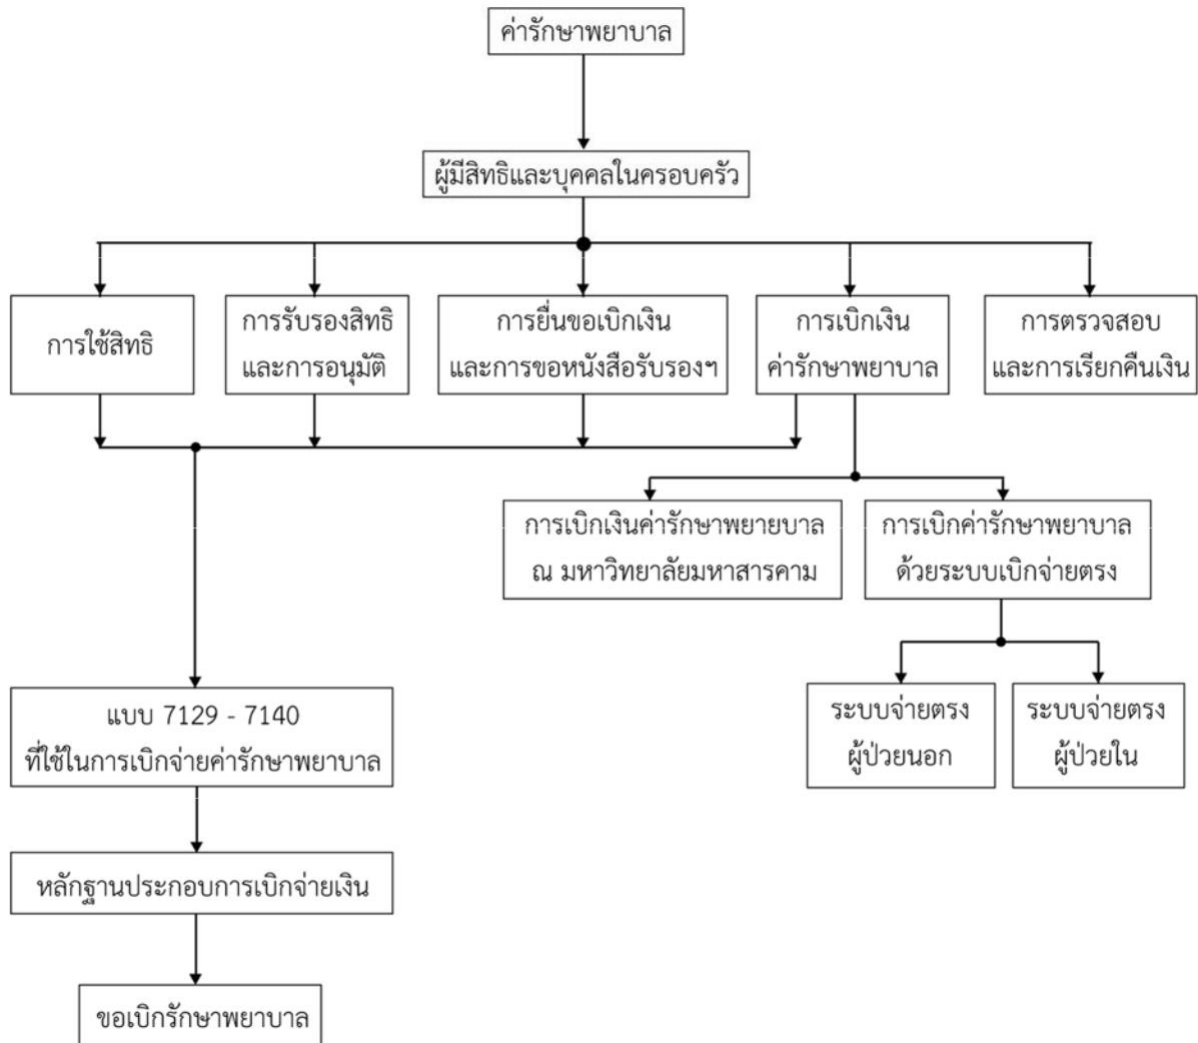 ค่ารักษาพยาบาล
ผู้มีสิทธิและบุคคลในครอบครัว
การใช้สิทธิ
การรับรองสิทธิ
และการอนุมัติ
การยื่นขอเบิกเงิน
และการขอหนังสือรับรองฯ
การเบิกเงิน
ค่ารักษาพยาบาล
การตรวจสอบ
และการเรียกคืนเงิน
การเบิกเงินค่ารักษาพยายบาล
ณ มหาวิทยาลัยมหาสารคาม
การเบิกค่ารักษาพยาบาล
ด้วยระบบเบิกจ่ายตรง
ระบบจ่ายตรง
ผู้ป่วยนอก
ระบบจ่ายตรง
ผู้ป่วยใน
แบบ 7129 - 7140
ที่ใช้ในการเบิกจ่ายค่ารักษาพยาบาล
หลักฐานประกอบการเบิกจ่ายเงิน
ขอเบิกรักษาพยาบาล